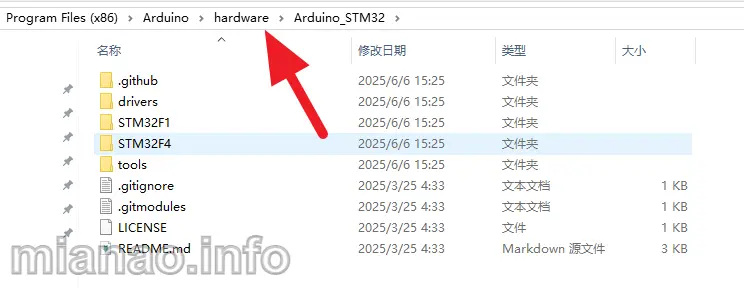 Program Files (x86) > Arduino > hardware > Arduino_STM32 >
名称 修改日期 类型 大小
.github 2025/6/6 15:25 文件夹
drivers 2025/6/6 15:25 文件夹
STM32F1 2025/6/6 15:25 文件夹
STM32F4 2025/6/6 15:25 文件夹
tools 2025/6/6 15:25 文件夹
.gitignore 2025/3/25 4:33 文本文档 1 KB
.gitmodules 2025/3/25 4:33 文本文档 1 KB
LICENSE 2025/3/25 4:33 文件 1 KB
README.md 2025/3/25 4:33 Markdown 源文件 3 KB
mianao.info